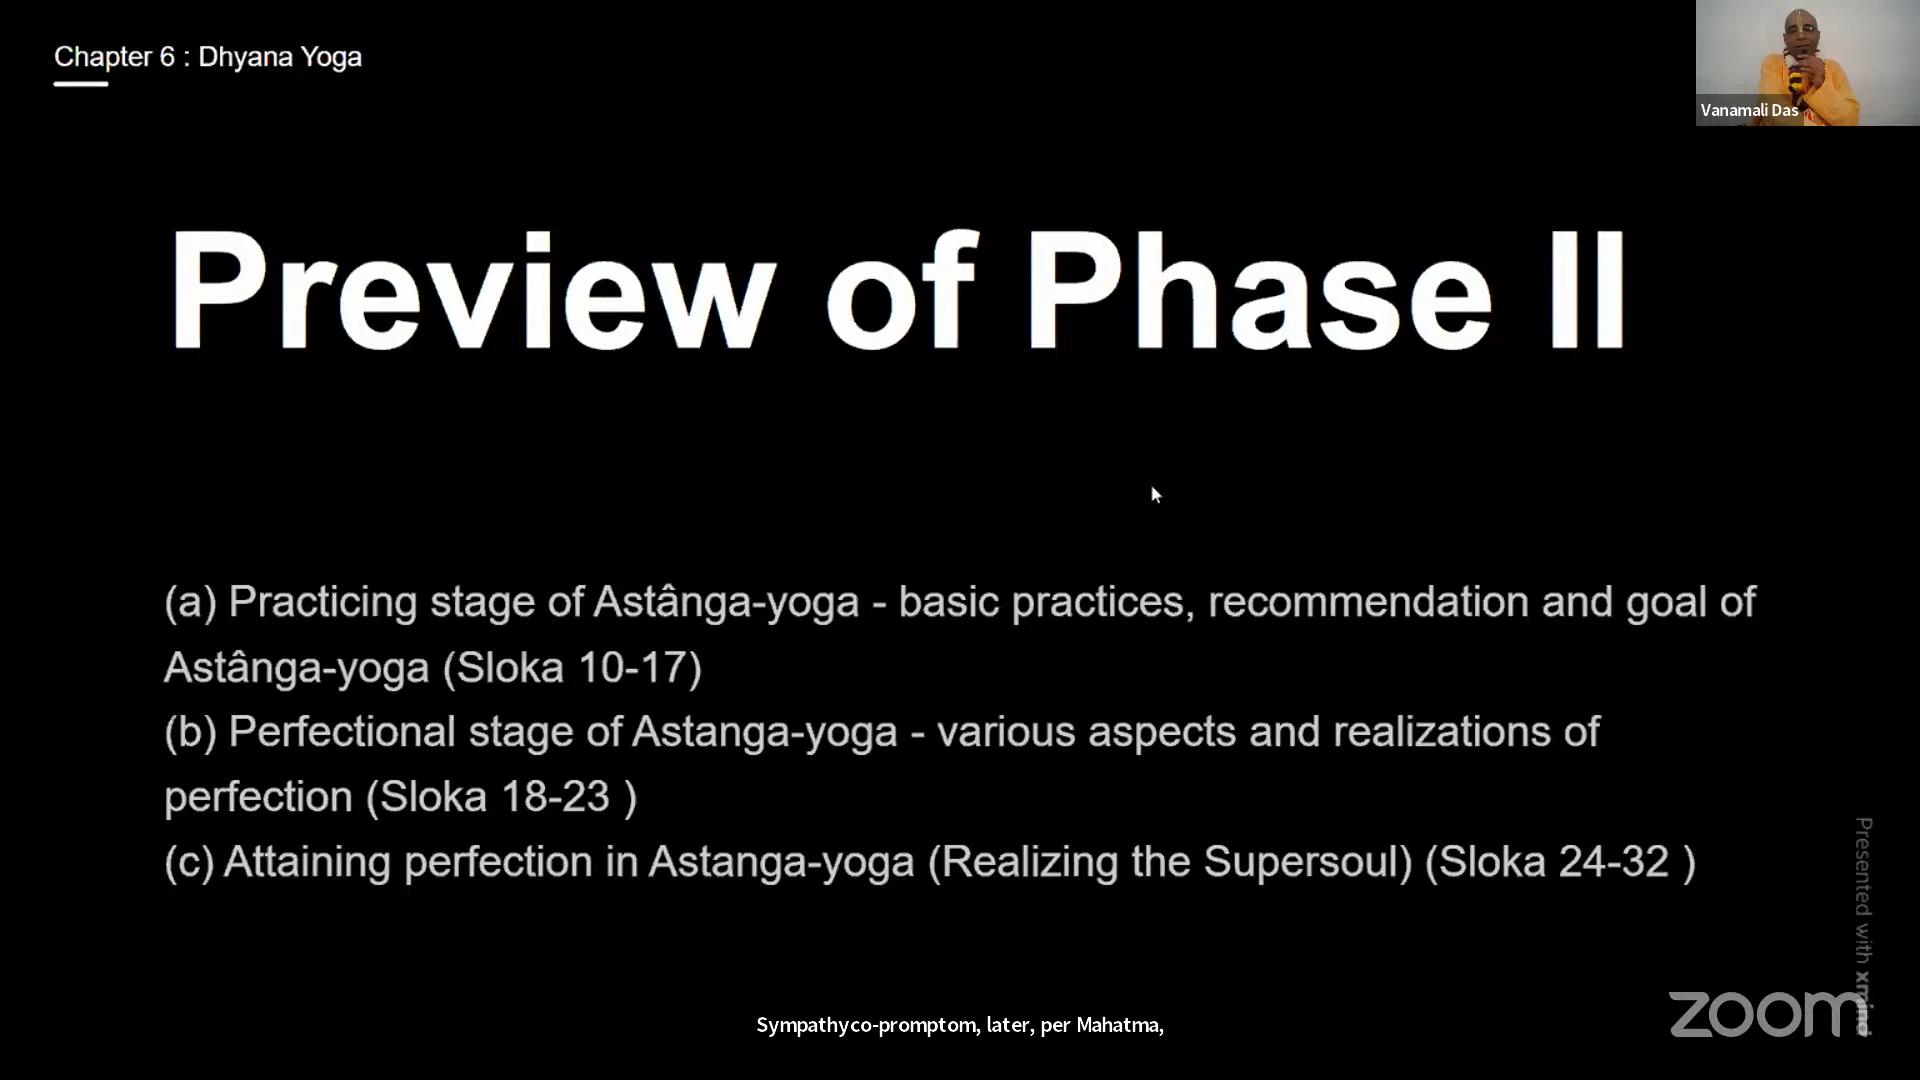 Chapter 6 : Dhyana Yoga
Vanamali Das
Preview of Phase II
(a) Practicing stage of Astânga-yoga - basic practices, recommendation and goal of
Astânga-yoga (Sloka 10-17)
(b) Perfectional stage of Astanga-yoga - various aspects and realizations of
perfection (Sloka 18-23 )
(c) Attaining perfection in Astanga-yoga (Realizing the Supersoul) (Sloka 24-32 )
Presented with xmind
zoom
Sympathyco-promptom, later, per Mahatma,